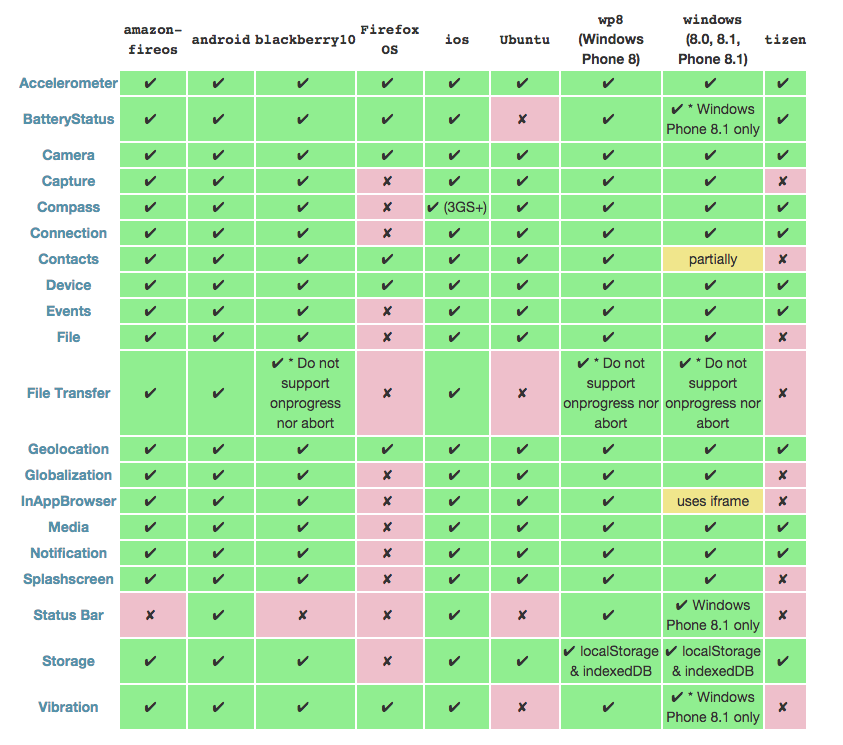 amazon-fireos android blackberry10 Firefox OS ios Ubuntu wp8 (Windows Phone 8) windows (8.0, 8.1, Phone 8.1) tizen
Accelerometer ✔ ✔ ✔ ✔ ✔ ✔ ✔ ✔ ✔
BatteryStatus ✔ ✔ ✔ ✔ ✔ ✘ ✔ ✔ * Windows Phone 8.1 only ✔
Camera ✔ ✔ ✔ ✔ ✔ ✔ ✔ ✔ ✔
Capture ✔ ✔ ✔ ✘ ✔ ✔ ✔ ✔ ✘
Compass ✔ ✔ ✔ ✘ ✔ (3GS+) ✔ ✔ ✔ ✔
Connection ✔ ✔ ✔ ✘ ✔ ✔ ✔ ✔ ✔
Contacts ✔ ✔ ✔ ✔ ✔ ✔ ✔ partially ✘
Device ✔ ✔ ✔ ✔ ✔ ✔ ✔ ✔ ✔
Events ✔ ✔ ✔ ✘ ✔ ✔ ✔ ✔ ✔
File ✔ ✔ ✔ ✘ ✔ ✔ ✔ ✔ ✘
File Transfer ✔ ✔ ✔ * Do not support onprogress nor abort ✘ ✔ ✘ ✔ * Do not support onprogress nor abort ✔ * Do not support onprogress nor abort ✘
Geolocation ✔ ✔ ✔ ✔ ✔ ✔ ✔ ✔ ✔
Globalization ✔ ✔ ✔ ✘ ✔ ✔ ✔ ✔ ✘
InAppBrowser ✔ ✔ ✔ ✘ ✔ ✔ ✔ uses iframe ✘
Media ✔ ✔ ✔ ✘ ✔ ✔ ✔ ✔ ✔
Notification ✔ ✔ ✔ ✘ ✔ ✔ ✔ ✔ ✔
Splashscreen ✔ ✔ ✔ ✘ ✔ ✔ ✔ ✔ ✘
Status Bar ✘ ✔ ✘ ✘ ✔ ✘ ✔ ✔ Windows Phone 8.1 only ✘
Storage ✔ ✔ ✔ ✘ ✔ ✔ ✔ localStorage & indexedDB ✔ localStorage & indexedDB ✔
Vibration ✔ ✔ ✔ ✔ ✔ ✘ ✔ ✔ * Windows Phone 8.1 only ✘